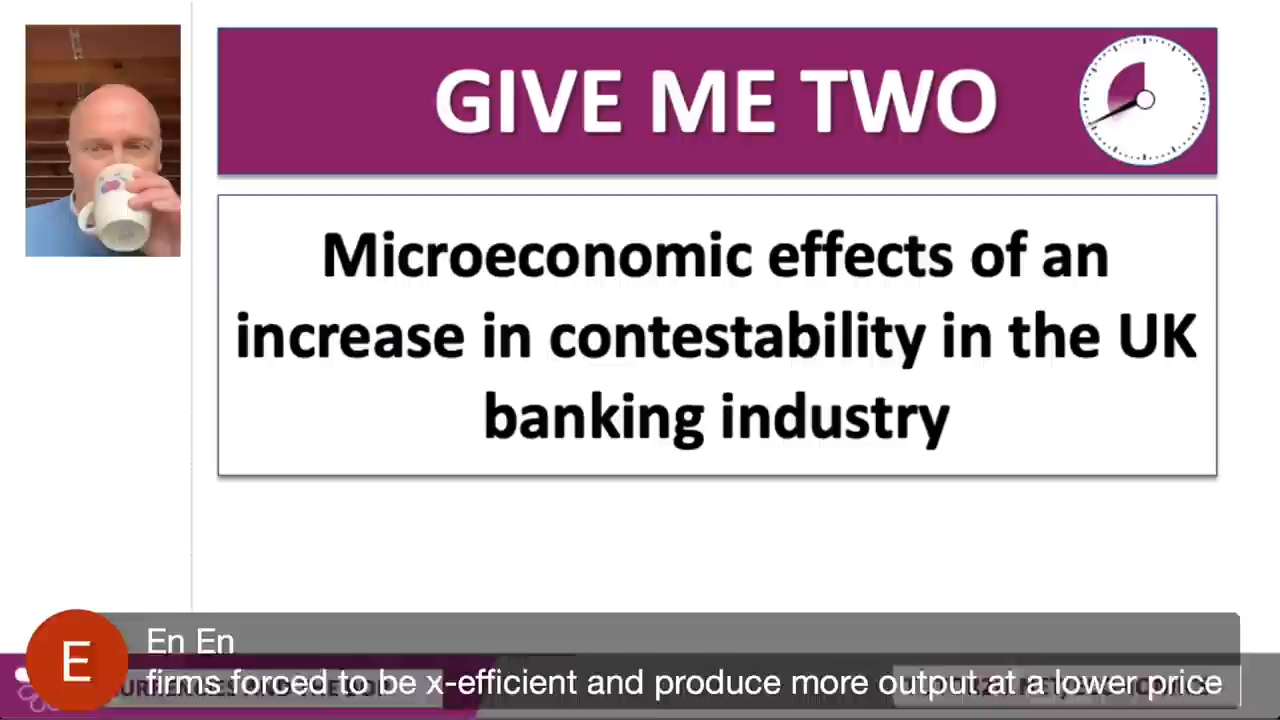 GIVE ME TWO
Microeconomic effects of an
increase in contestability in the UK
banking industry
E
En En
firms forced to be x-efficient and produce more output at a lower price